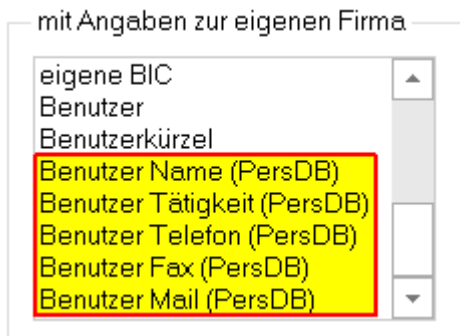 mit Angaben zur eigenen Firma
eigene BIC
Benutzer
Benutzerkürzel
Benutzer Name (PersDB)
Benutzer Tätigkeit (PersDB)
Benutzer Telefon (PersDB)
Benutzer Fax (PersDB)
Benutzer Mail (PersDB)